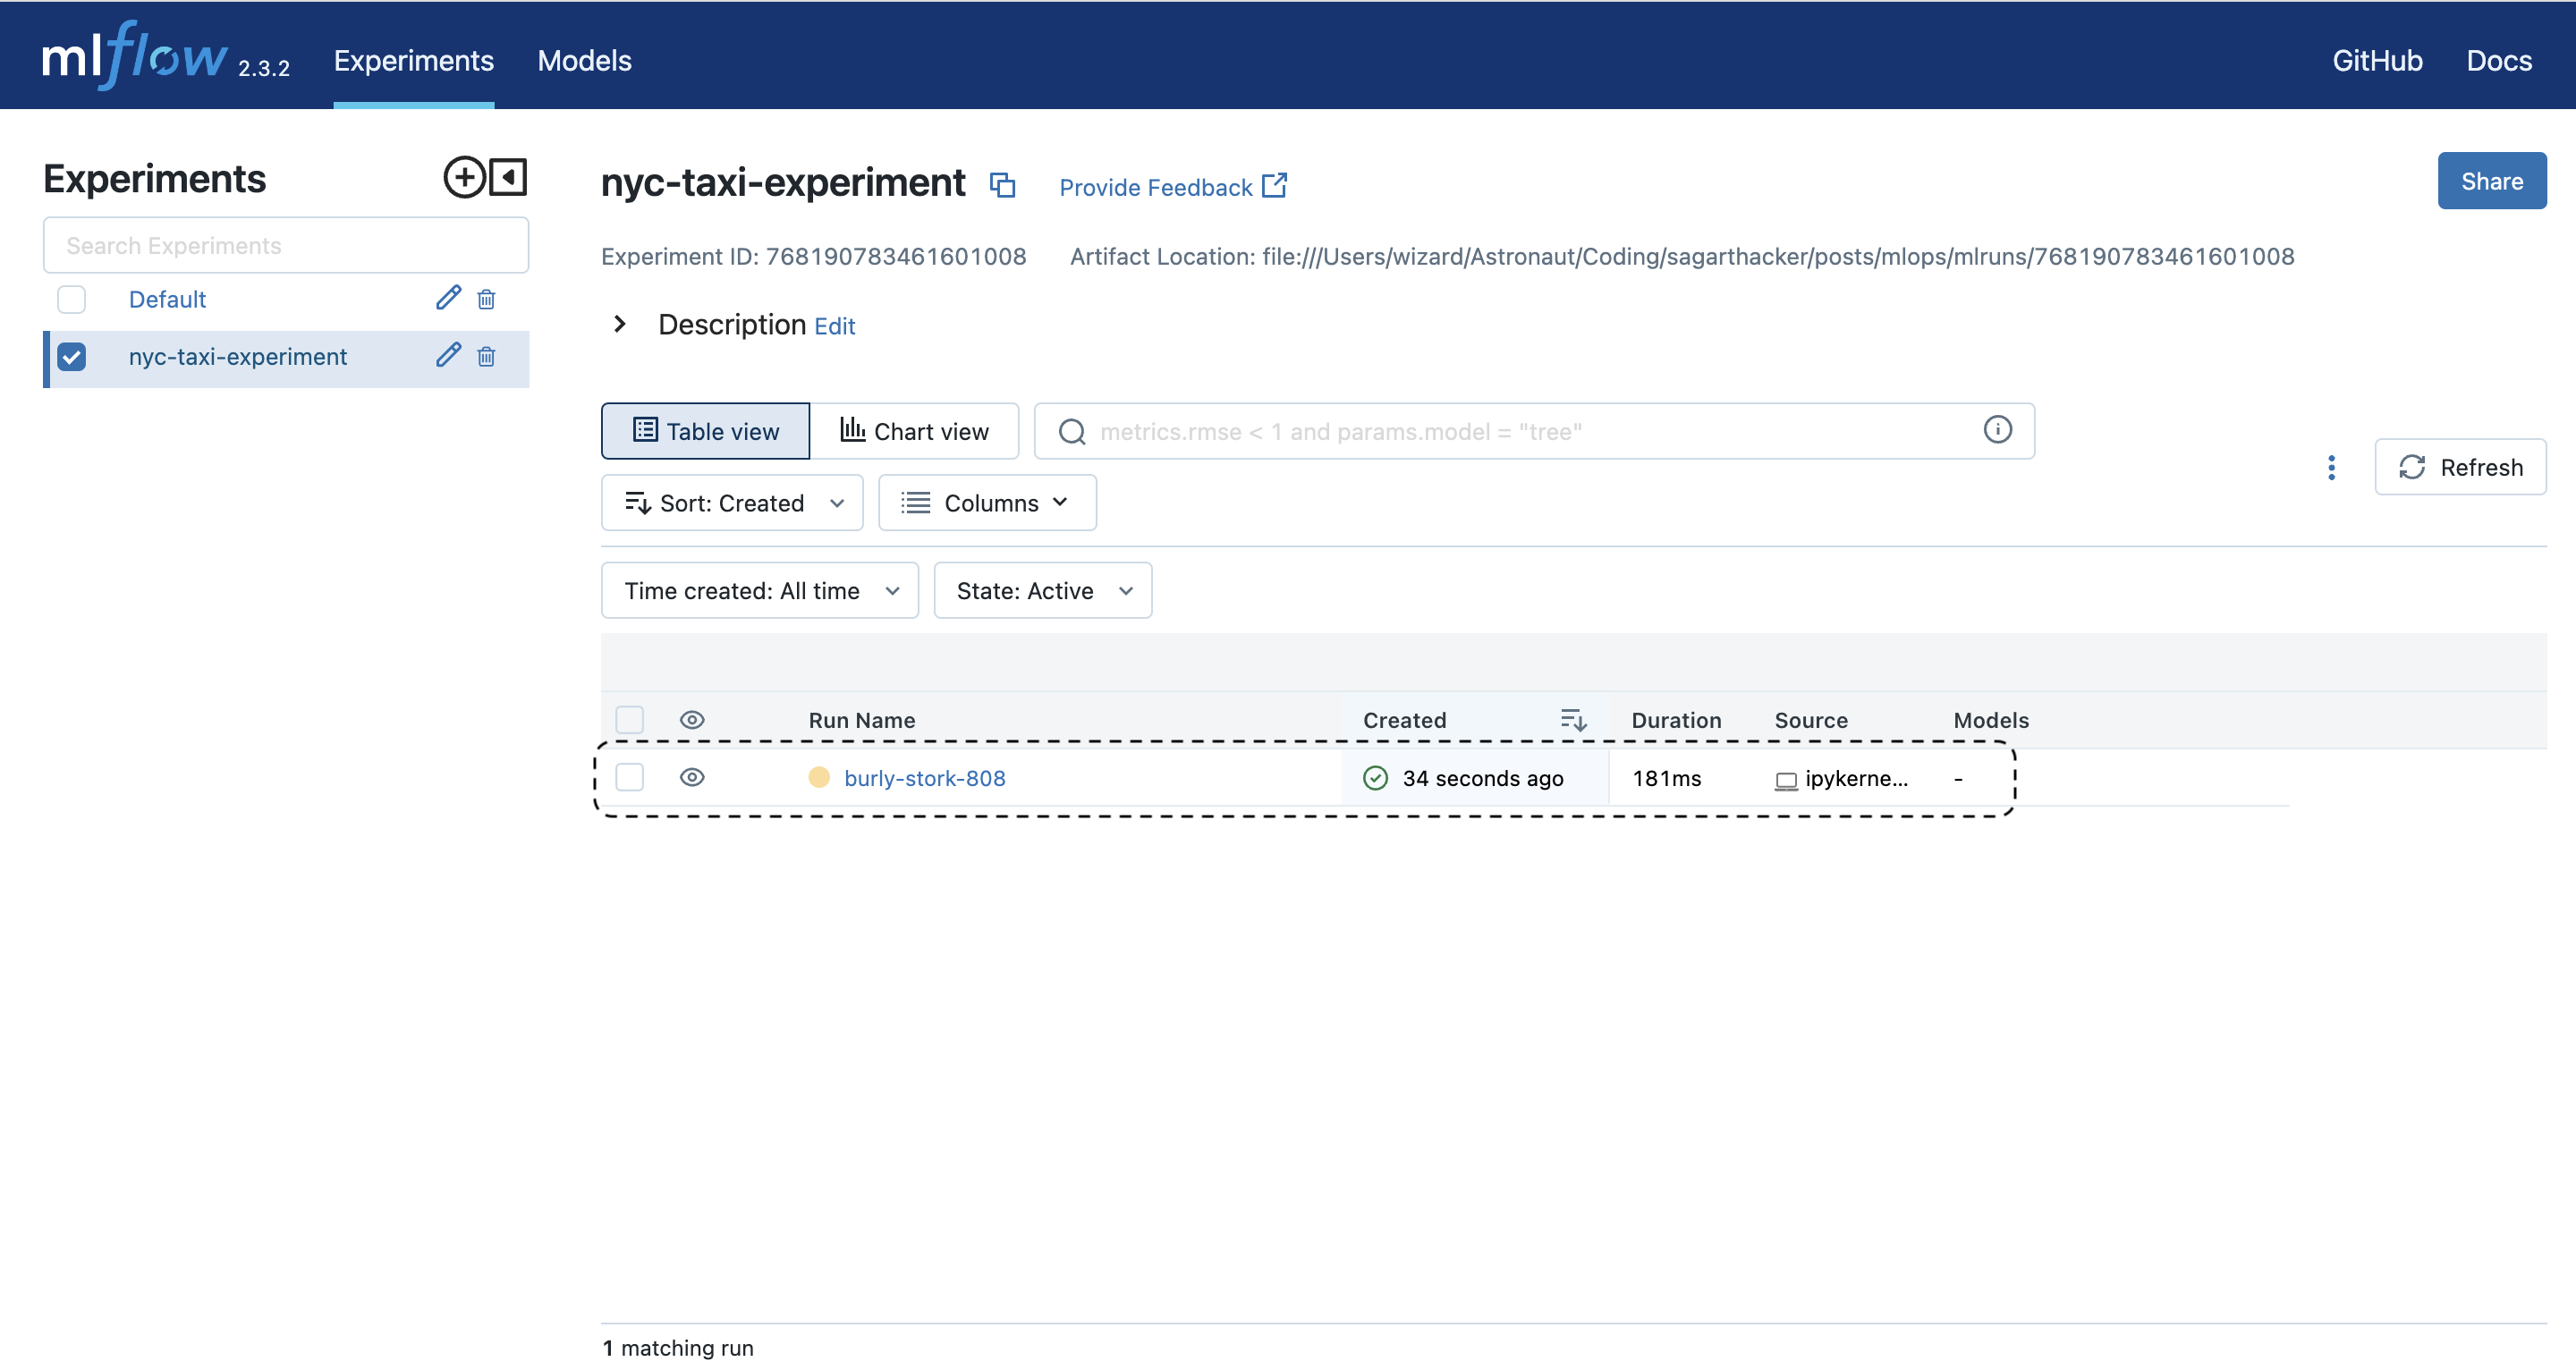 mlflow 2.3.2 Experiments Models GitHub Docs
Experiments
Search Experiments
Default
nyc-taxi-experiment
nyc-taxi-experiment Provide Feedback Share
Experiment ID: 768190783461601008 Artifact Location: file:///Users/wizard/Astronaut/Coding/sagarthacker/posts/mlops/mlruns/768190783461601008
Description Edit
Table view Chart view metrics.rmse < 1 and params.model = "tree"
Refresh
Sort: Created Columns
Time created: All time State: Active
Run Name Created Duration Source Models
burly-stork-808 34 seconds ago 181ms ipykerne... -
1 matching run